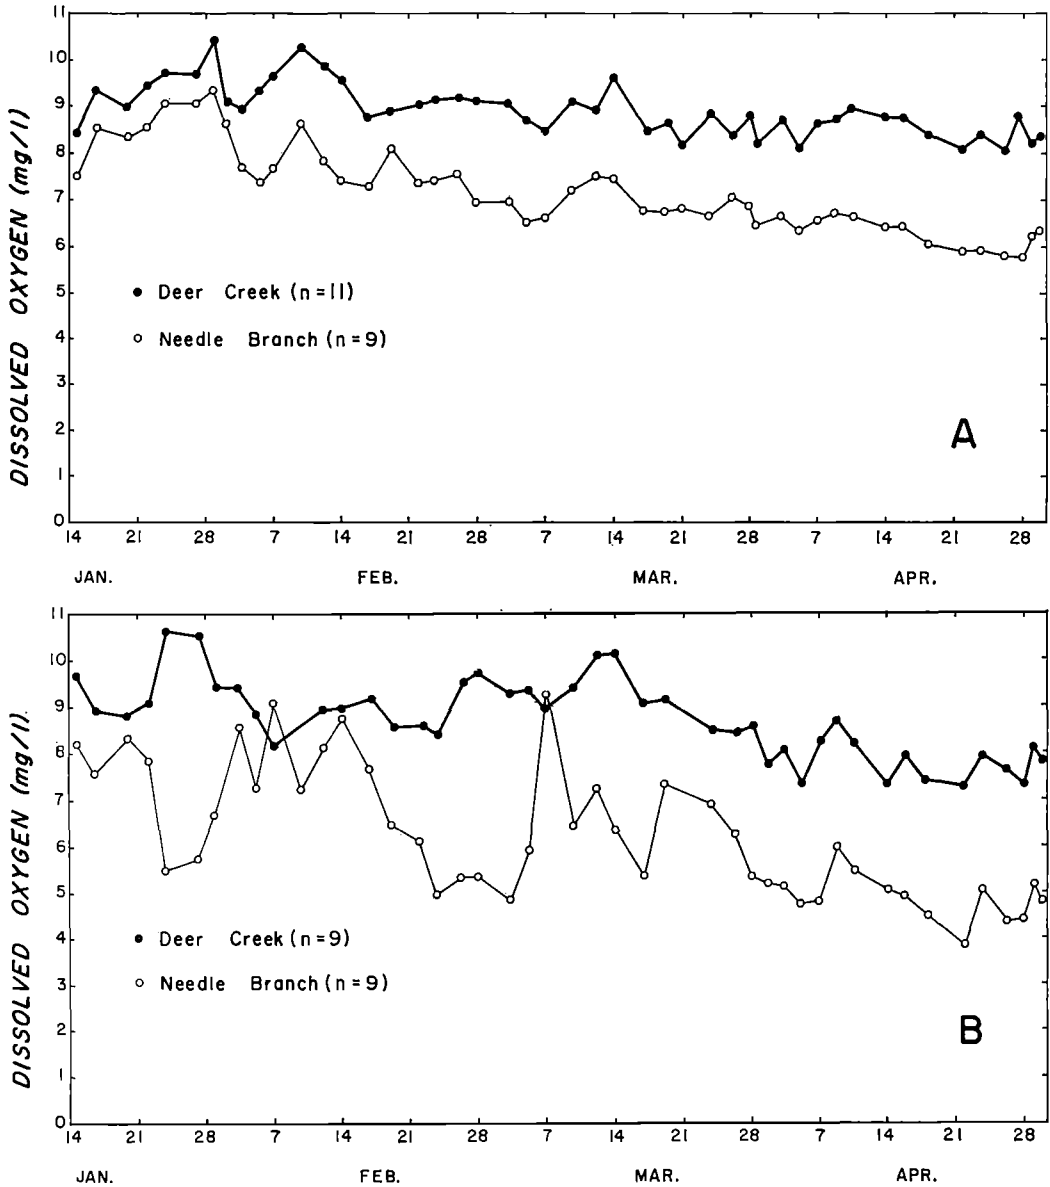 11
10
9
8
7
6
5
4
3
2
1
0
DISSOLVED OXYGEN (mg/l)
Deer Creek (n=11)
Needle Branch (n=9)
A
14 21 28 7 14 21 28 7 14 21 28 7 14 21 28
JAN. FEB. MAR. APR.
11
10
9
8
7
6
5
4
3
2
1
0
DISSOLVED OXYGEN (mg/l)
Deer Creek (n=9)
Needle Branch (n=9)
B
14 21 28 7 14 21 28 7 14 21 28 7 14 21 28
JAN. FEB. MAR. APR.